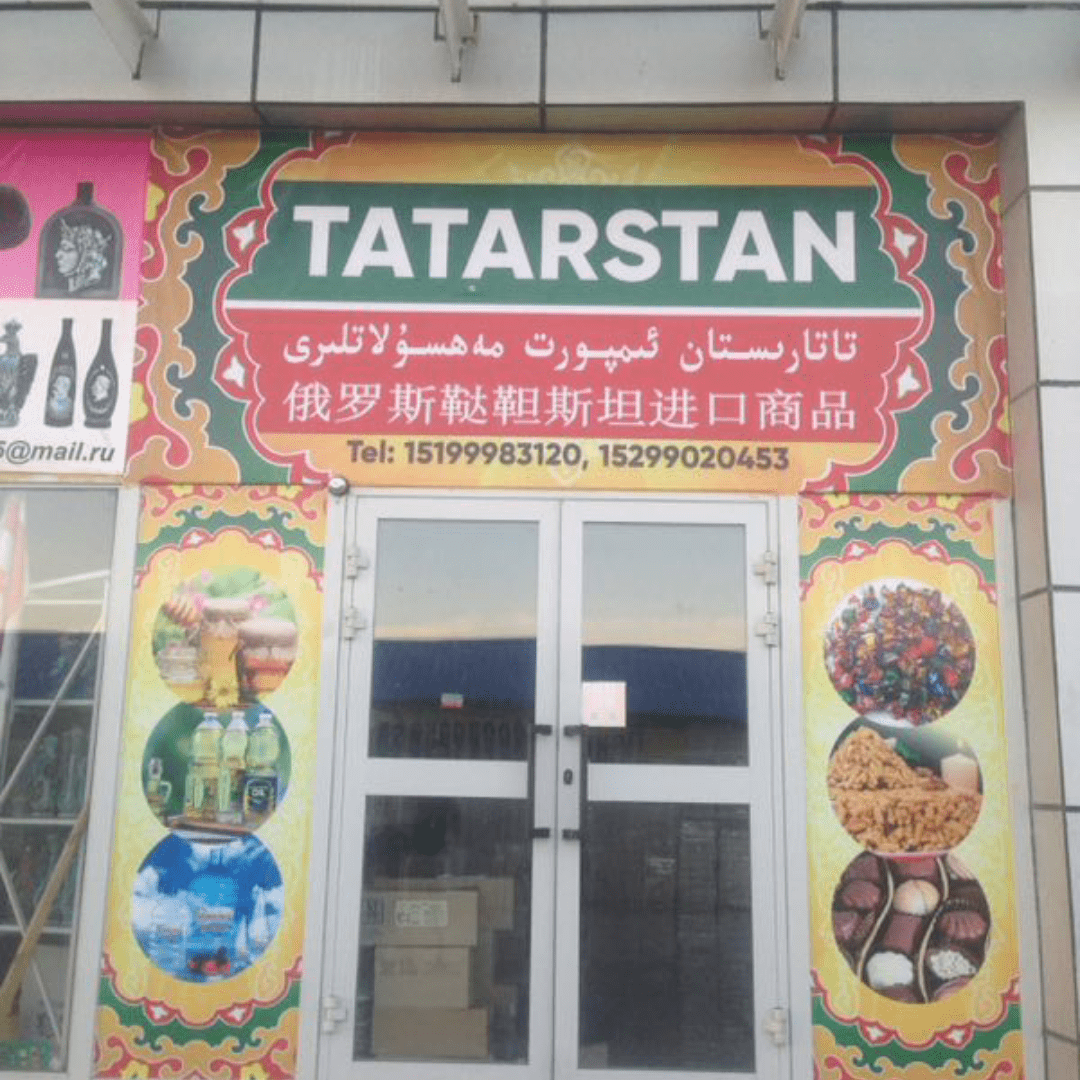 TATARSTAN
تاتارىستان ئىمپورت مەھسۇلاتلىرى
俄罗斯鞑靼斯坦进口商品
Tel: 15199983120, 15299020453
5@mail.ru